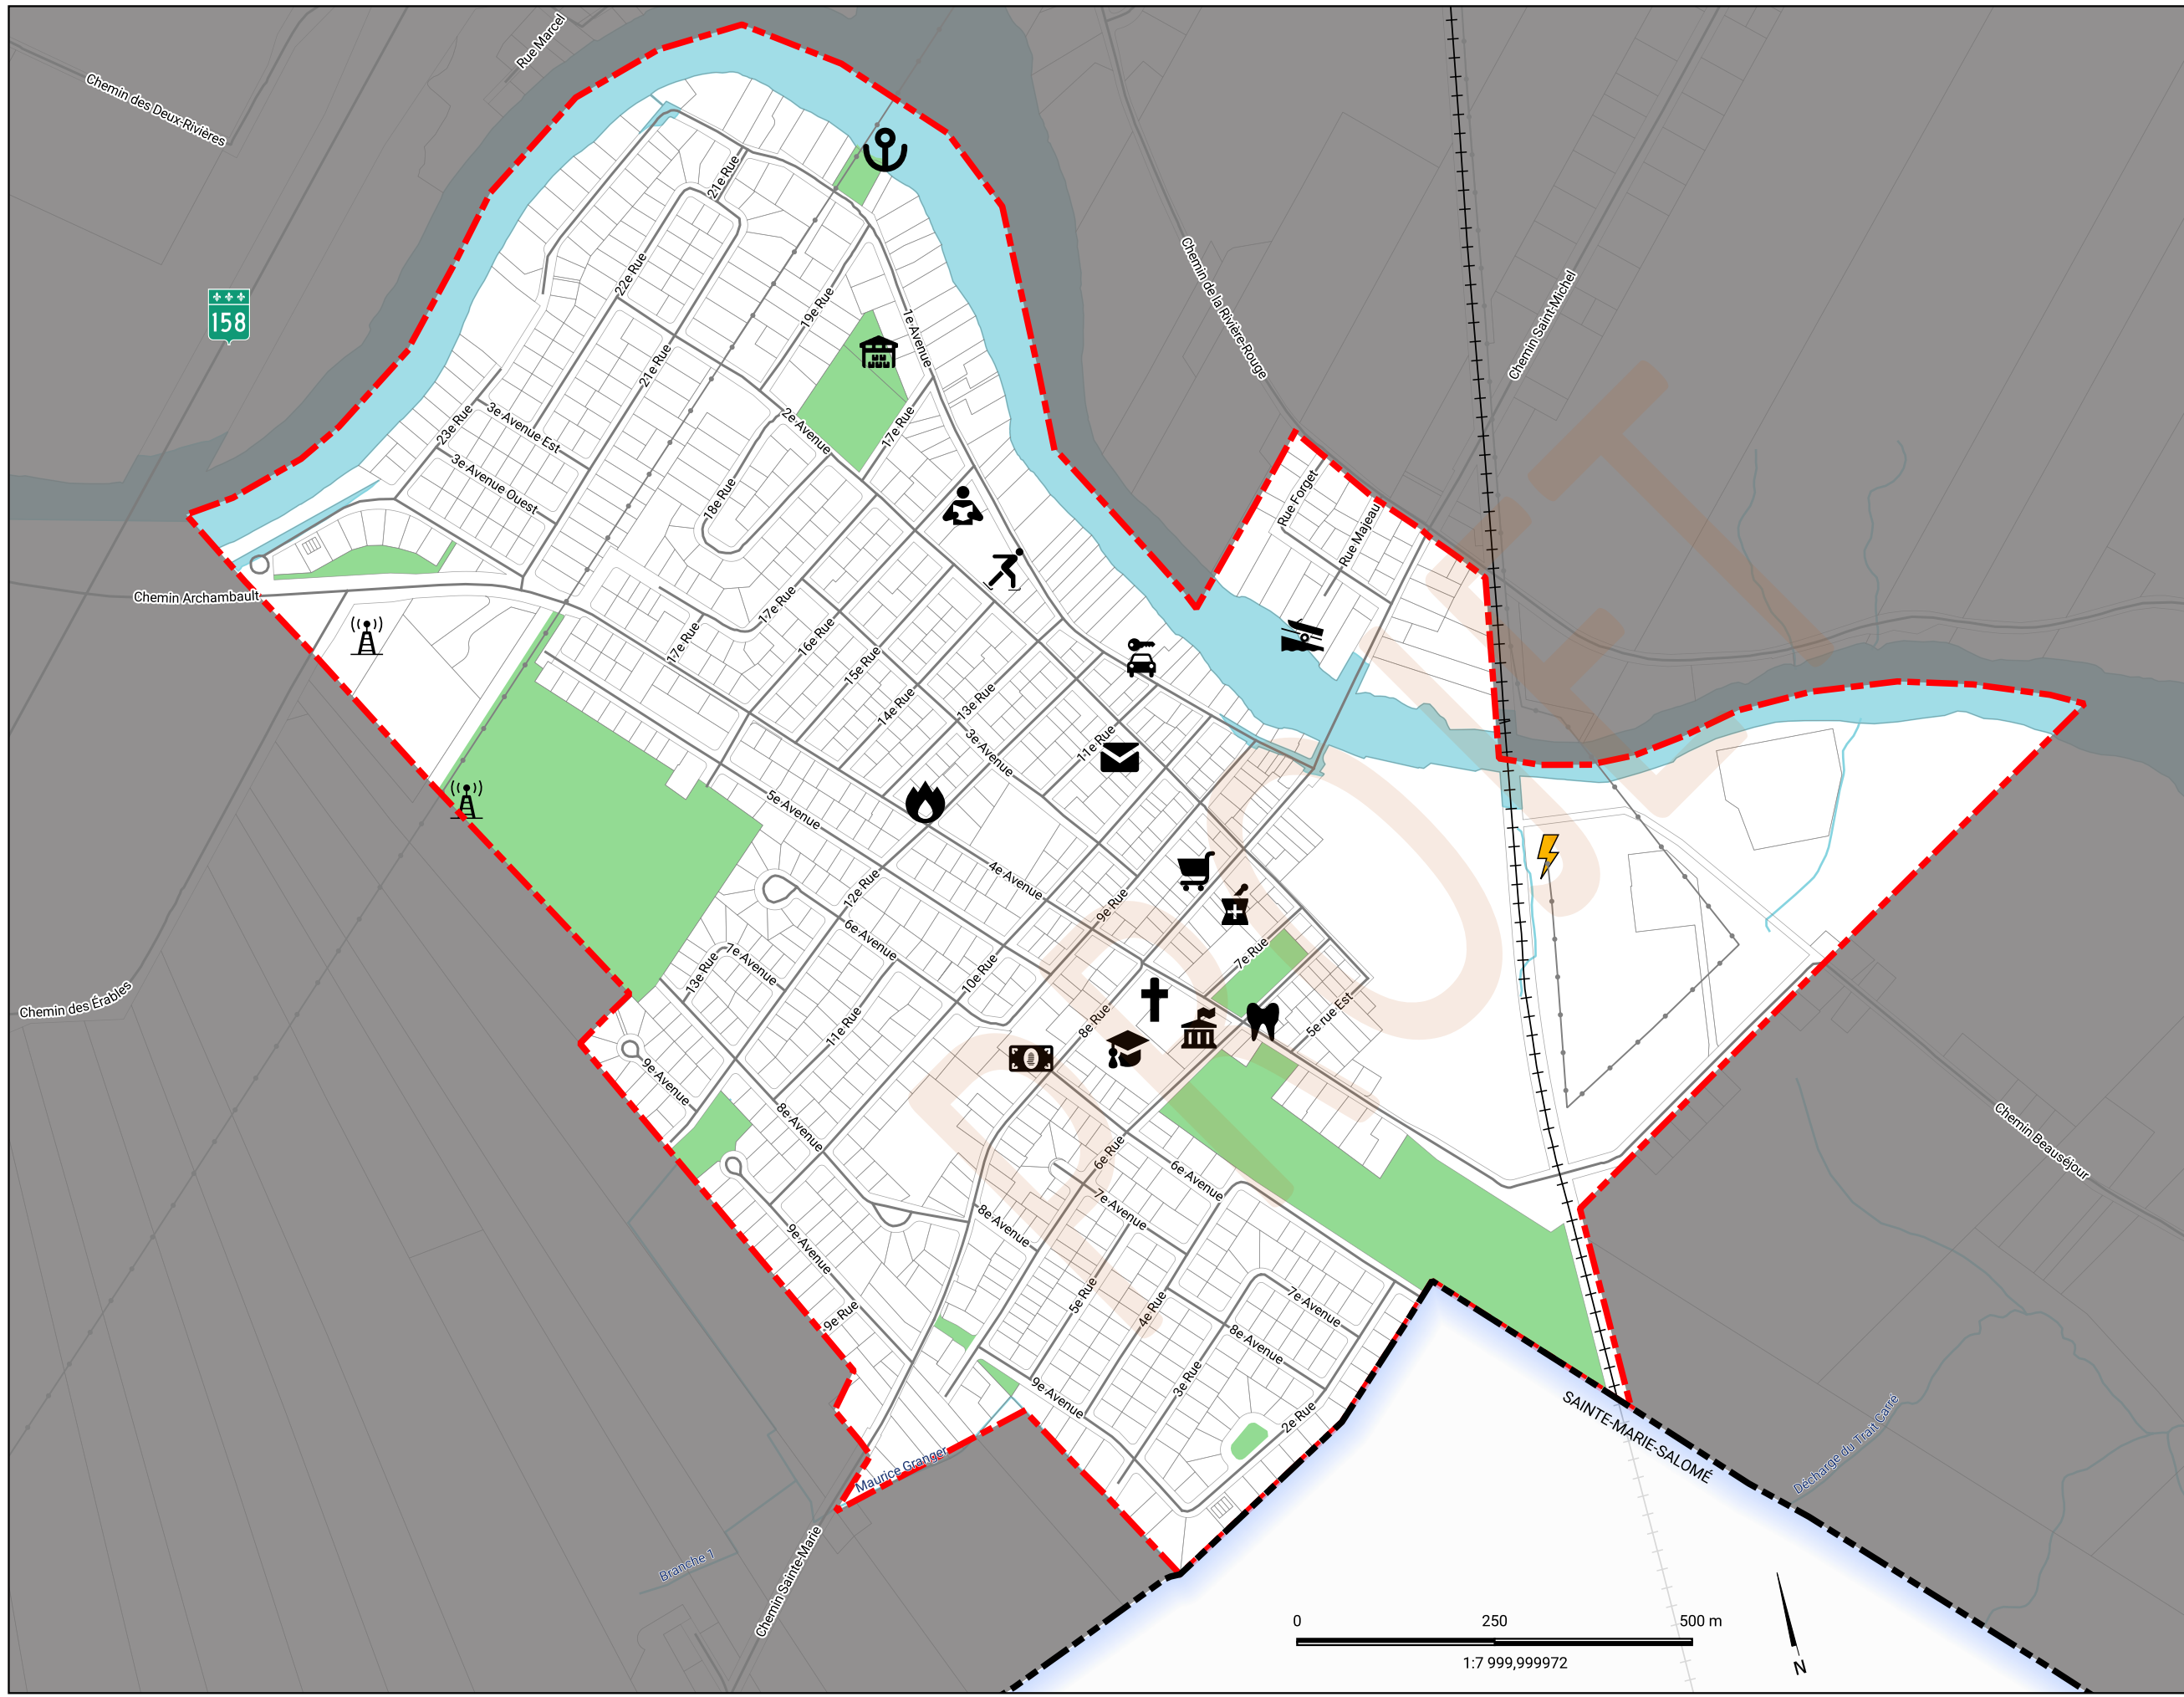 Rue Marcel
Chemin des Deux-Rivières
21e Rue
158
22e Rue
19e Rue
1e Avenue
Chemin de la Rivière-Rouge
Chemin Saint-Michel
21e Rue
23e Rue
3e Avenue Est
2e Avenue
17e Rue
3e Avenue Ouest
18e Rue
Rue Forget
Rue Majeau
Chemin Archambault
17e Rue
17e Rue
16e Rue
15e Rue
14e Rue
13e Rue
3e Avenue
11e Rue
5e Avenue
4e Avenue
12e Rue
9e Rue
6e Avenue
7e Avenue
13e Rue
10e Rue
7e Rue
Chemin des Érables
11e Rue
8e Rue
5e rue Est
9e Avenue
8e Avenue
6e Rue
6e Avenue
7e Avenue
8e Avenue
9e Avenue
9e Rue
5e Rue
4e Rue
7e Avenue
8e Avenue
3e Rue
9e Avenue
2e Rue
Chemin Beauséjour
SAINTE-MARIE-SALOMÉ
Décharge du Trait Carré
Maurice Granger
Branche 1
Chemin Sainte-Marie
0 250 500 m
1:7 999,999972
N
PROJET